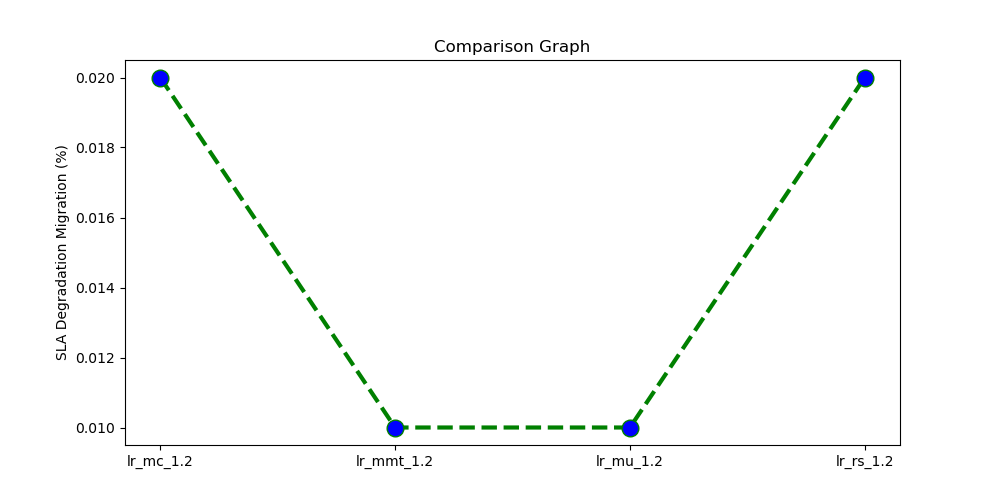 Comparison Graph
SLA Degradation Migration (%)
0.020
0.018
0.016
0.014
0.012
0.010
lr_mc_1.2 lr_mmt_1.2 lr_mu_1.2 lr_rs_1.2